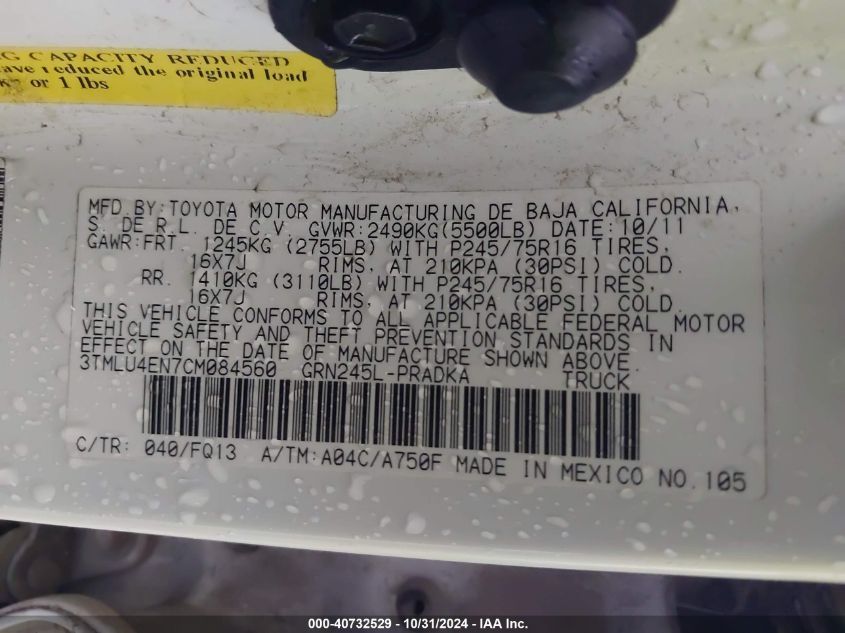 G CAPACITY REDUCED
ave reduced the original load
or 1 lbs
MFD.BY:TOYOTA MOTOR MANUFACTURING DE BAJA CALIFORNIA,
S. DE R.L. DE C.V. GVWR:2490KG(5500LB) DATE:10/11
GAWR:FRT. 1245KG (2755LB) WITH P245/75R16 TIRES,
16X7J RIMS, AT 210KPA (30PSI) COLD.
RR. 1410KG (3110LB) WITH P245/75R16 TIRES,
16X7J RIMS, AT 210KPA (30PSI) COLD.
THIS VEHICLE CONFORMS TO ALL APPLICABLE FEDERAL MOTOR
VEHICLE SAFETY AND THEFT PREVENTION STANDARDS IN
EFFECT ON THE DATE OF MANUFACTURE SHOWN ABOVE.
3TMLU4EN7CM084560 GRN245L-PRADKA TRUCK
C/TR: 040/FQ13 A/TM:A04C/A750F MADE IN MEXICO NO.105
000-40732529 - 10/31/2024 - IAA Inc.